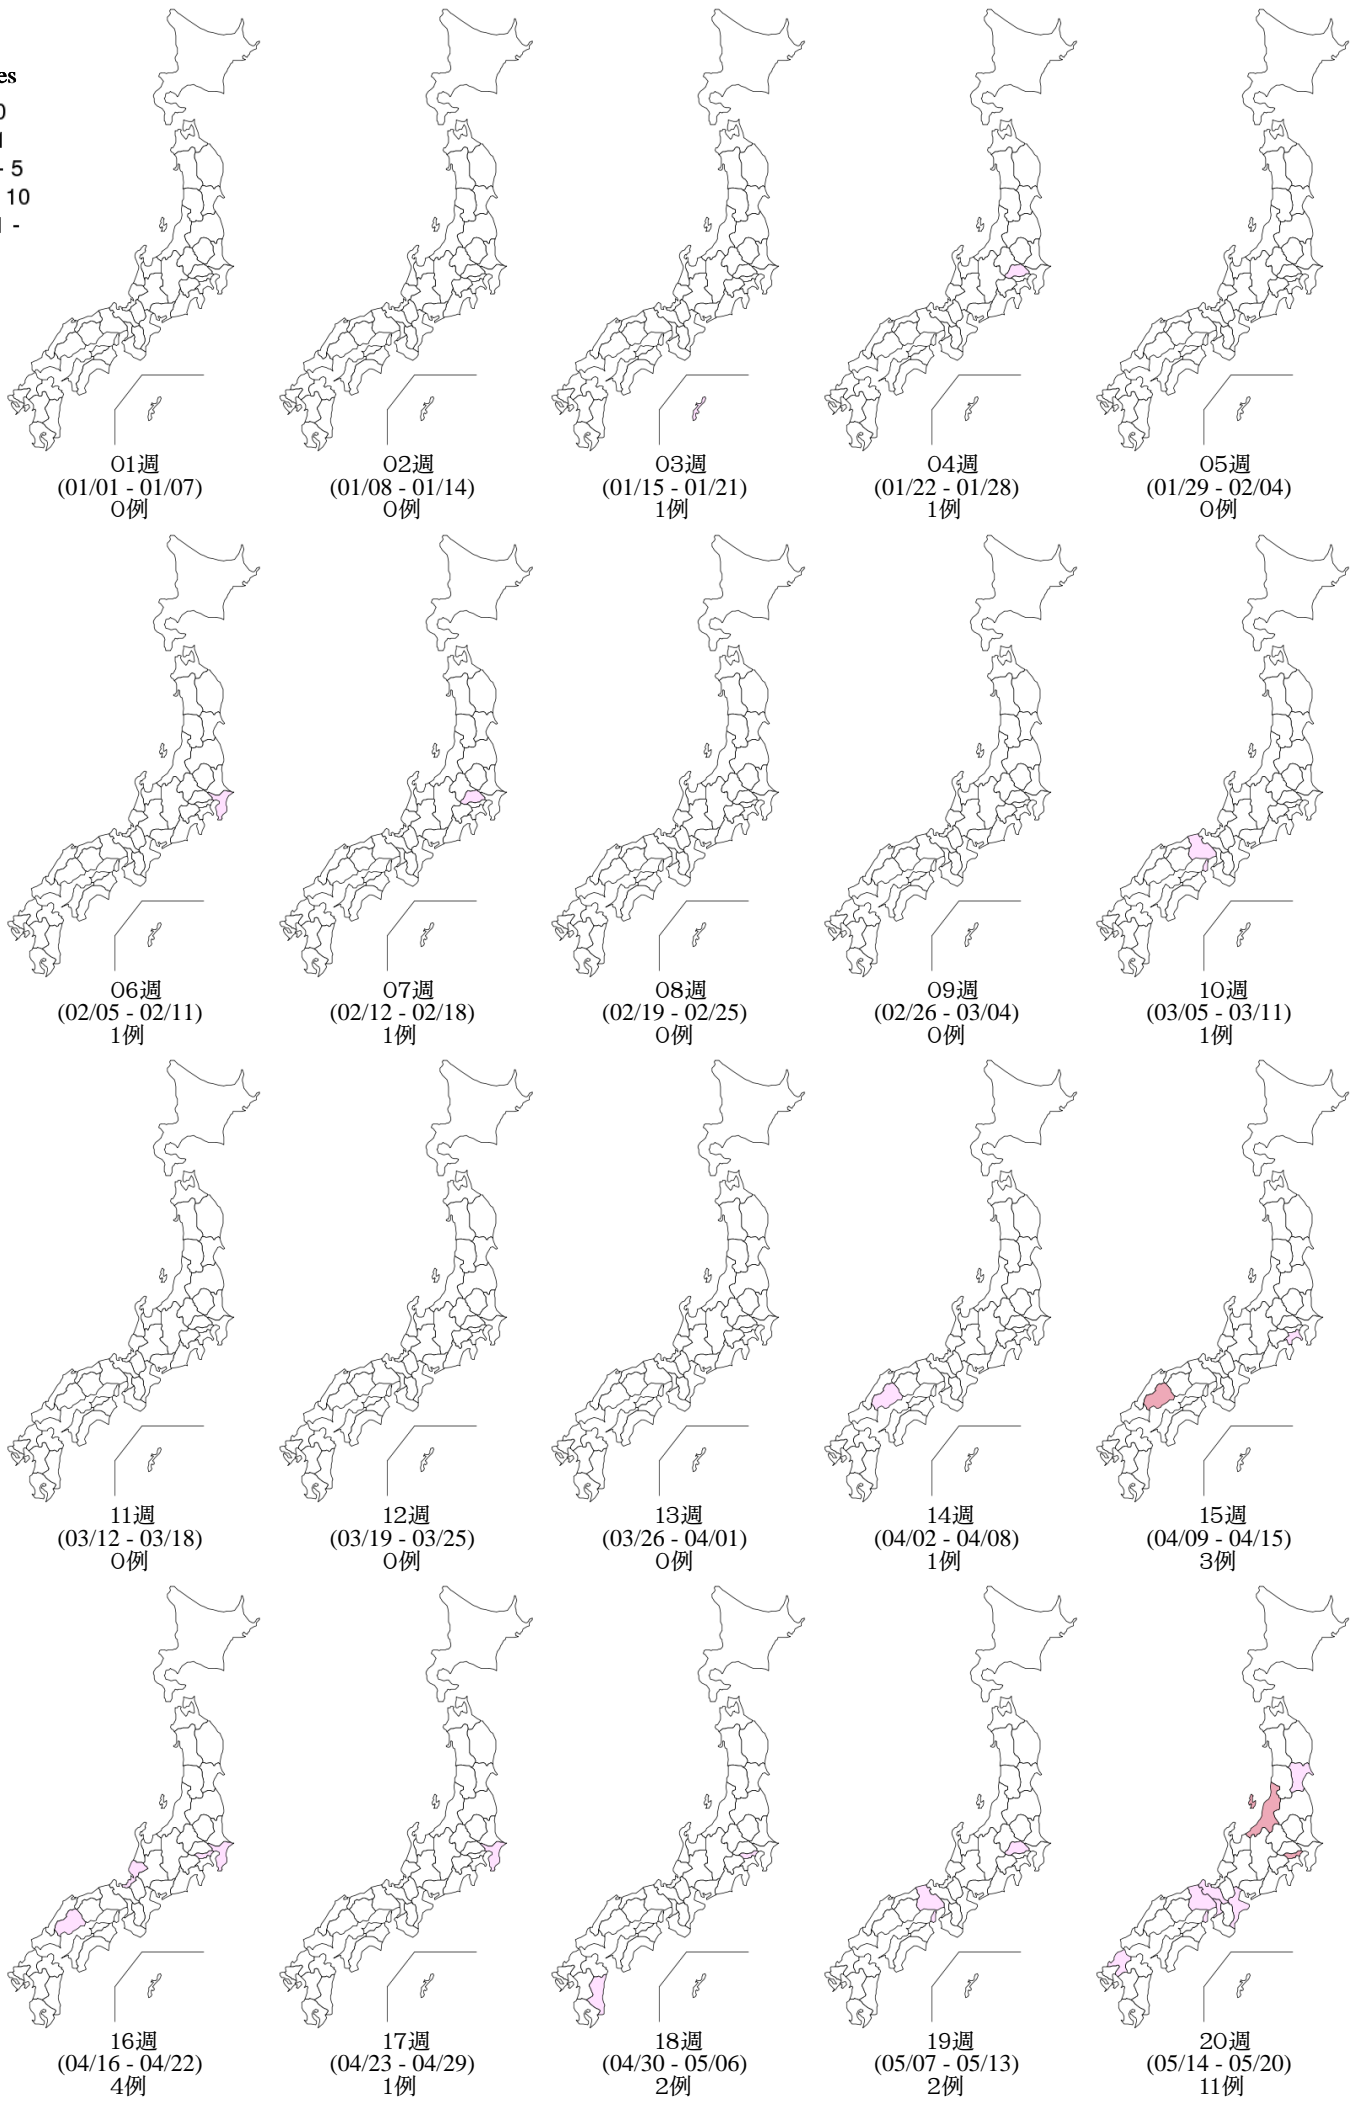 es
0
1
- 5
10
1 -
01週
(01/01 - 01/07)
0例
02週
(01/08 - 01/14)
0例
03週
(01/15 - 01/21)
1例
04週
(01/22 - 01/28)
1例
05週
(01/29 - 02/04)
0例
06週
(02/05 - 02/11)
1例
07週
(02/12 - 02/18)
1例
08週
(02/19 - 02/25)
0例
09週
(02/26 - 03/04)
0例
10週
(03/05 - 03/11)
1例
11週
(03/12 - 03/18)
0例
12週
(03/19 - 03/25)
0例
13週
(03/26 - 04/01)
0例
14週
(04/02 - 04/08)
1例
15週
(04/09 - 04/15)
3例
16週
(04/16 - 04/22)
4例
17週
(04/23 - 04/29)
1例
18週
(04/30 - 05/06)
2例
19週
(05/07 - 05/13)
2例
20週
(05/14 - 05/20)
11例